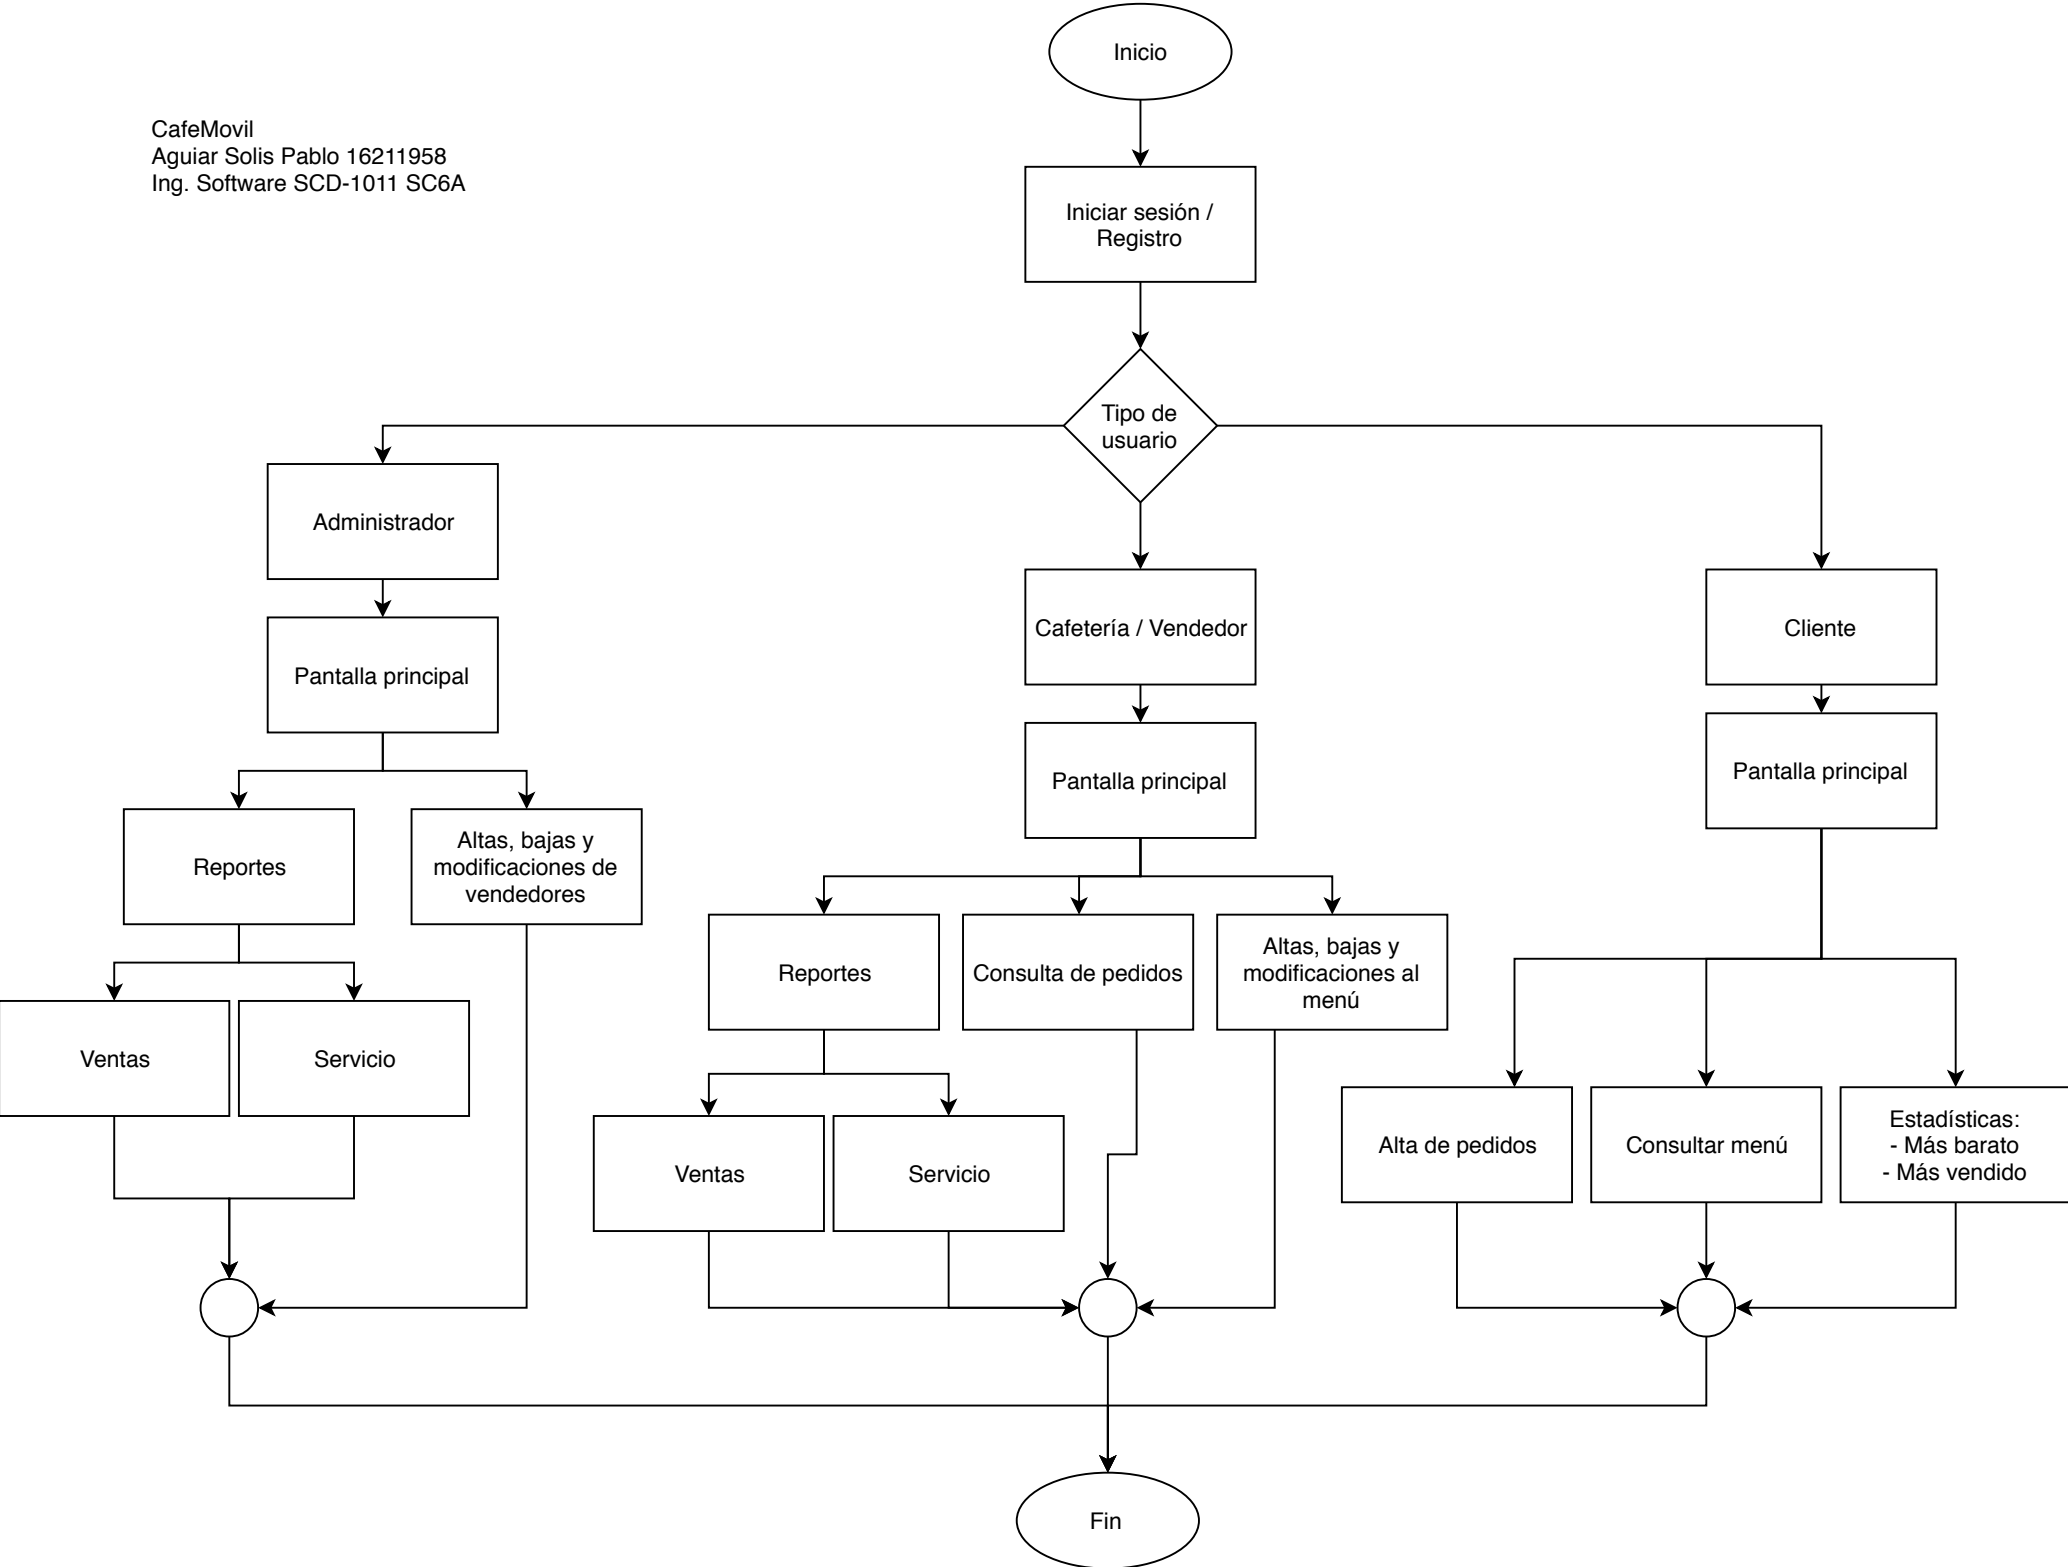 Inicio
CafeMovil
Aguiar Solis Pablo 16211958
Ing. Software SCD-1011 SC6A
Iniciar sesión /
Registro
Tipo de
usuario
Administrador
Cafetería / Vendedor
Cliente
Pantalla principal
Pantalla principal
Pantalla principal
Reportes
Altas, bajas y
modificaciones de
vendedores
Reportes
Consulta de pedidos
Altas, bajas y
modificaciones al
menú
Ventas
Servicio
Ventas
Servicio
Alta de pedidos
Consultar menú
Estadísticas:
- Más barato
- Más vendido
Fin